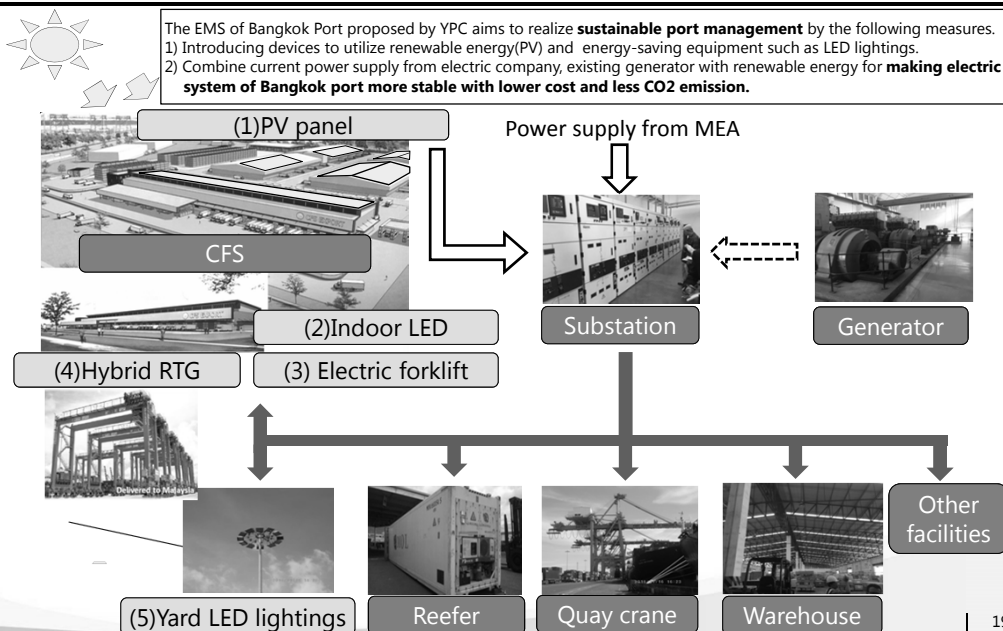 The EMS of Bangkok Port proposed by YPC aims to realize sustainable port management by the following measures.
1) Introducing devices to utilize renewable energy(PV) and energy-saving equipment such as LED lightings.
2) Combine current power supply from electric company, existing generator with renewable energy for making electric
system of Bangkok port more stable with lower cost and less CO2 emission.
(1)PV panel
Power supply from MEA
CFS
(2)Indoor LED
Substation
Generator
(4)Hybrid RTG
(3) Electric forklift
Delivered to Malaysia
Other
facilities
(5)Yard LED lightings
Reefer
Quay crane
Warehouse